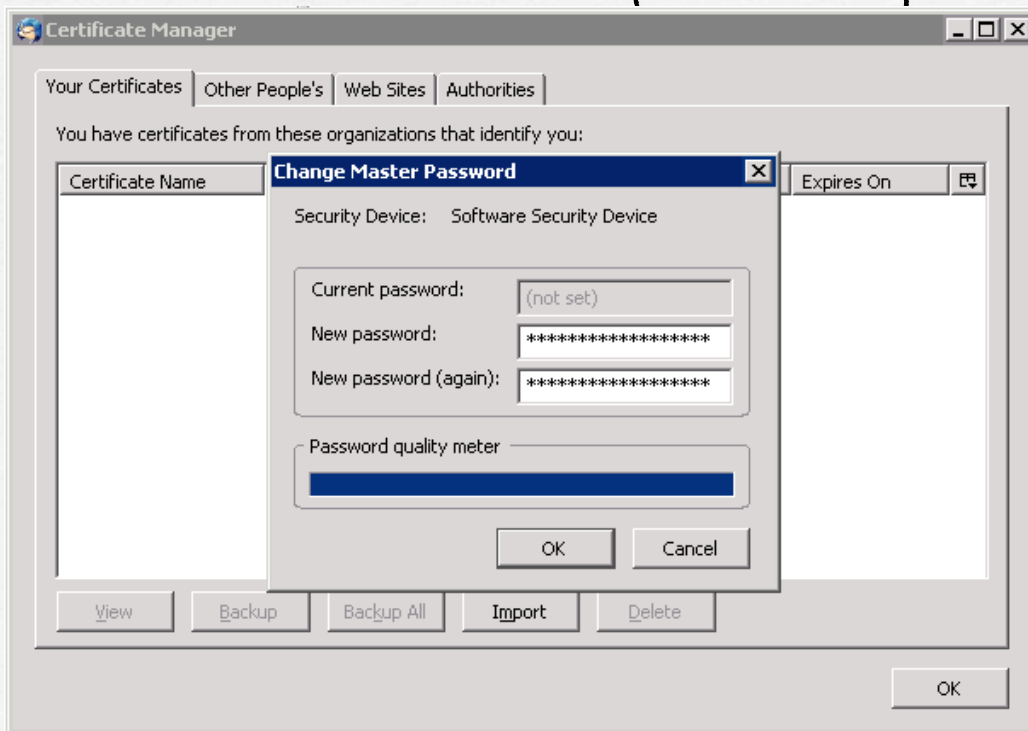 Certificate Manager
Your Certificates Other People's Web Sites Authorities
You have certificates from these organizations that identify you:
Certificate Name Expires On
Change Master Password
Security Device: Software Security Device
Current password: (not set)
New password: ******************
New password (again): ******************
Password quality meter
OK Cancel
View Backup Backup All Import Delete
OK